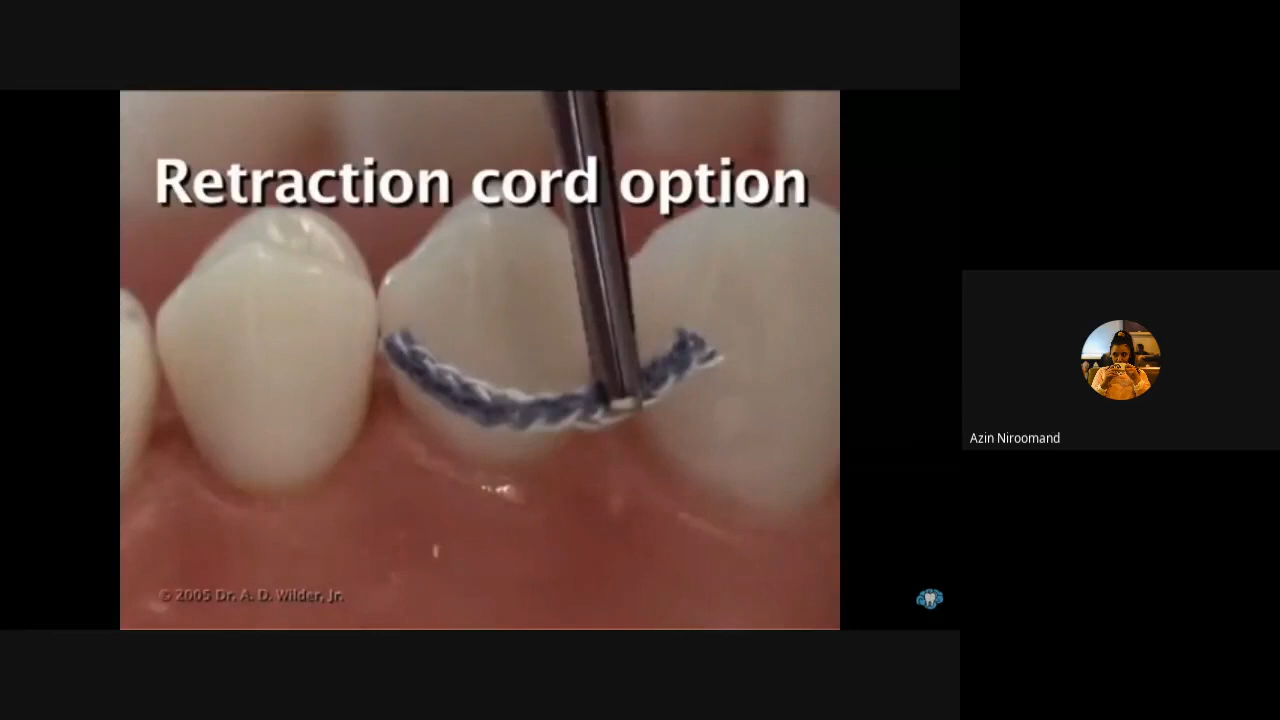 Retraction cord option
© 2005 Dr. A. D. Wilder, Jr.
Azin Niroomand